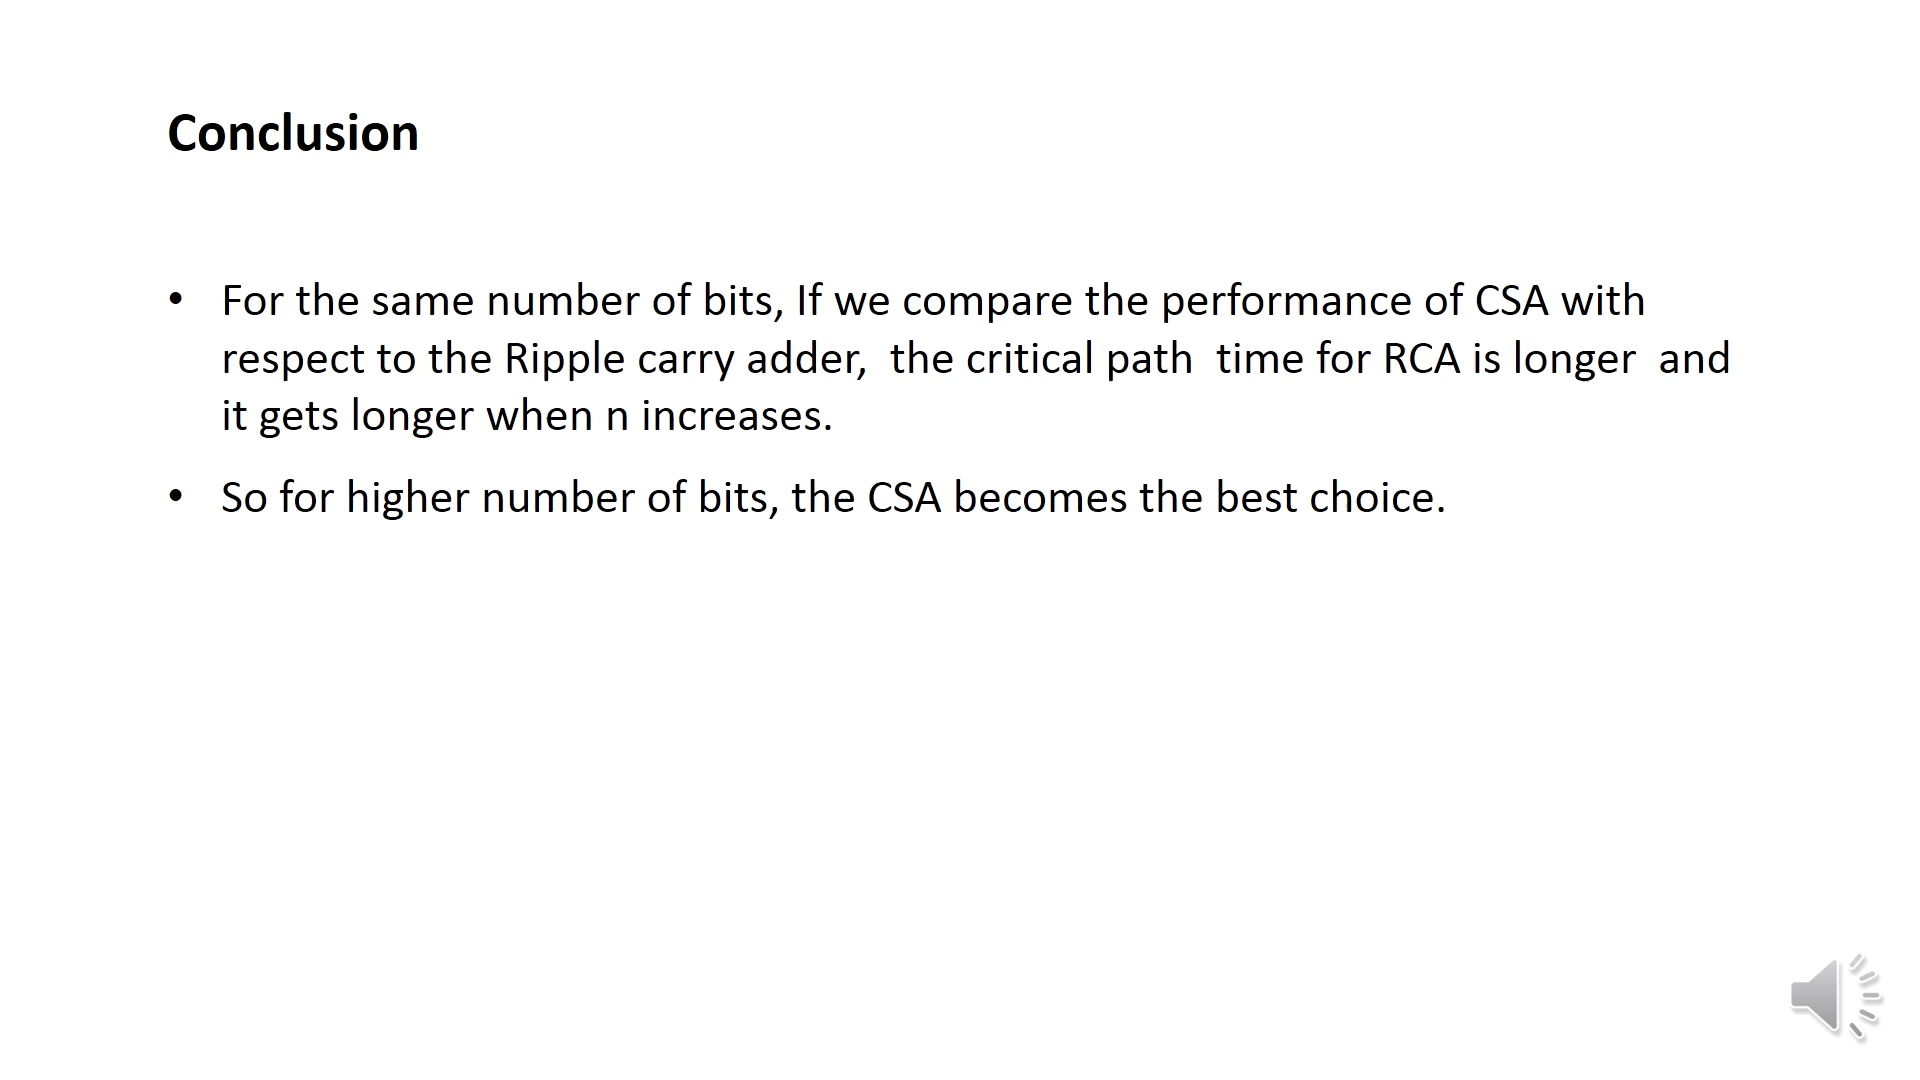 Conclusion
• For the same number of bits, If we compare the performance of CSA with
respect to the Ripple carry adder,  the critical path  time for RCA is longer  and
it gets longer when n increases.
• So for higher number of bits, the CSA becomes the best choice.